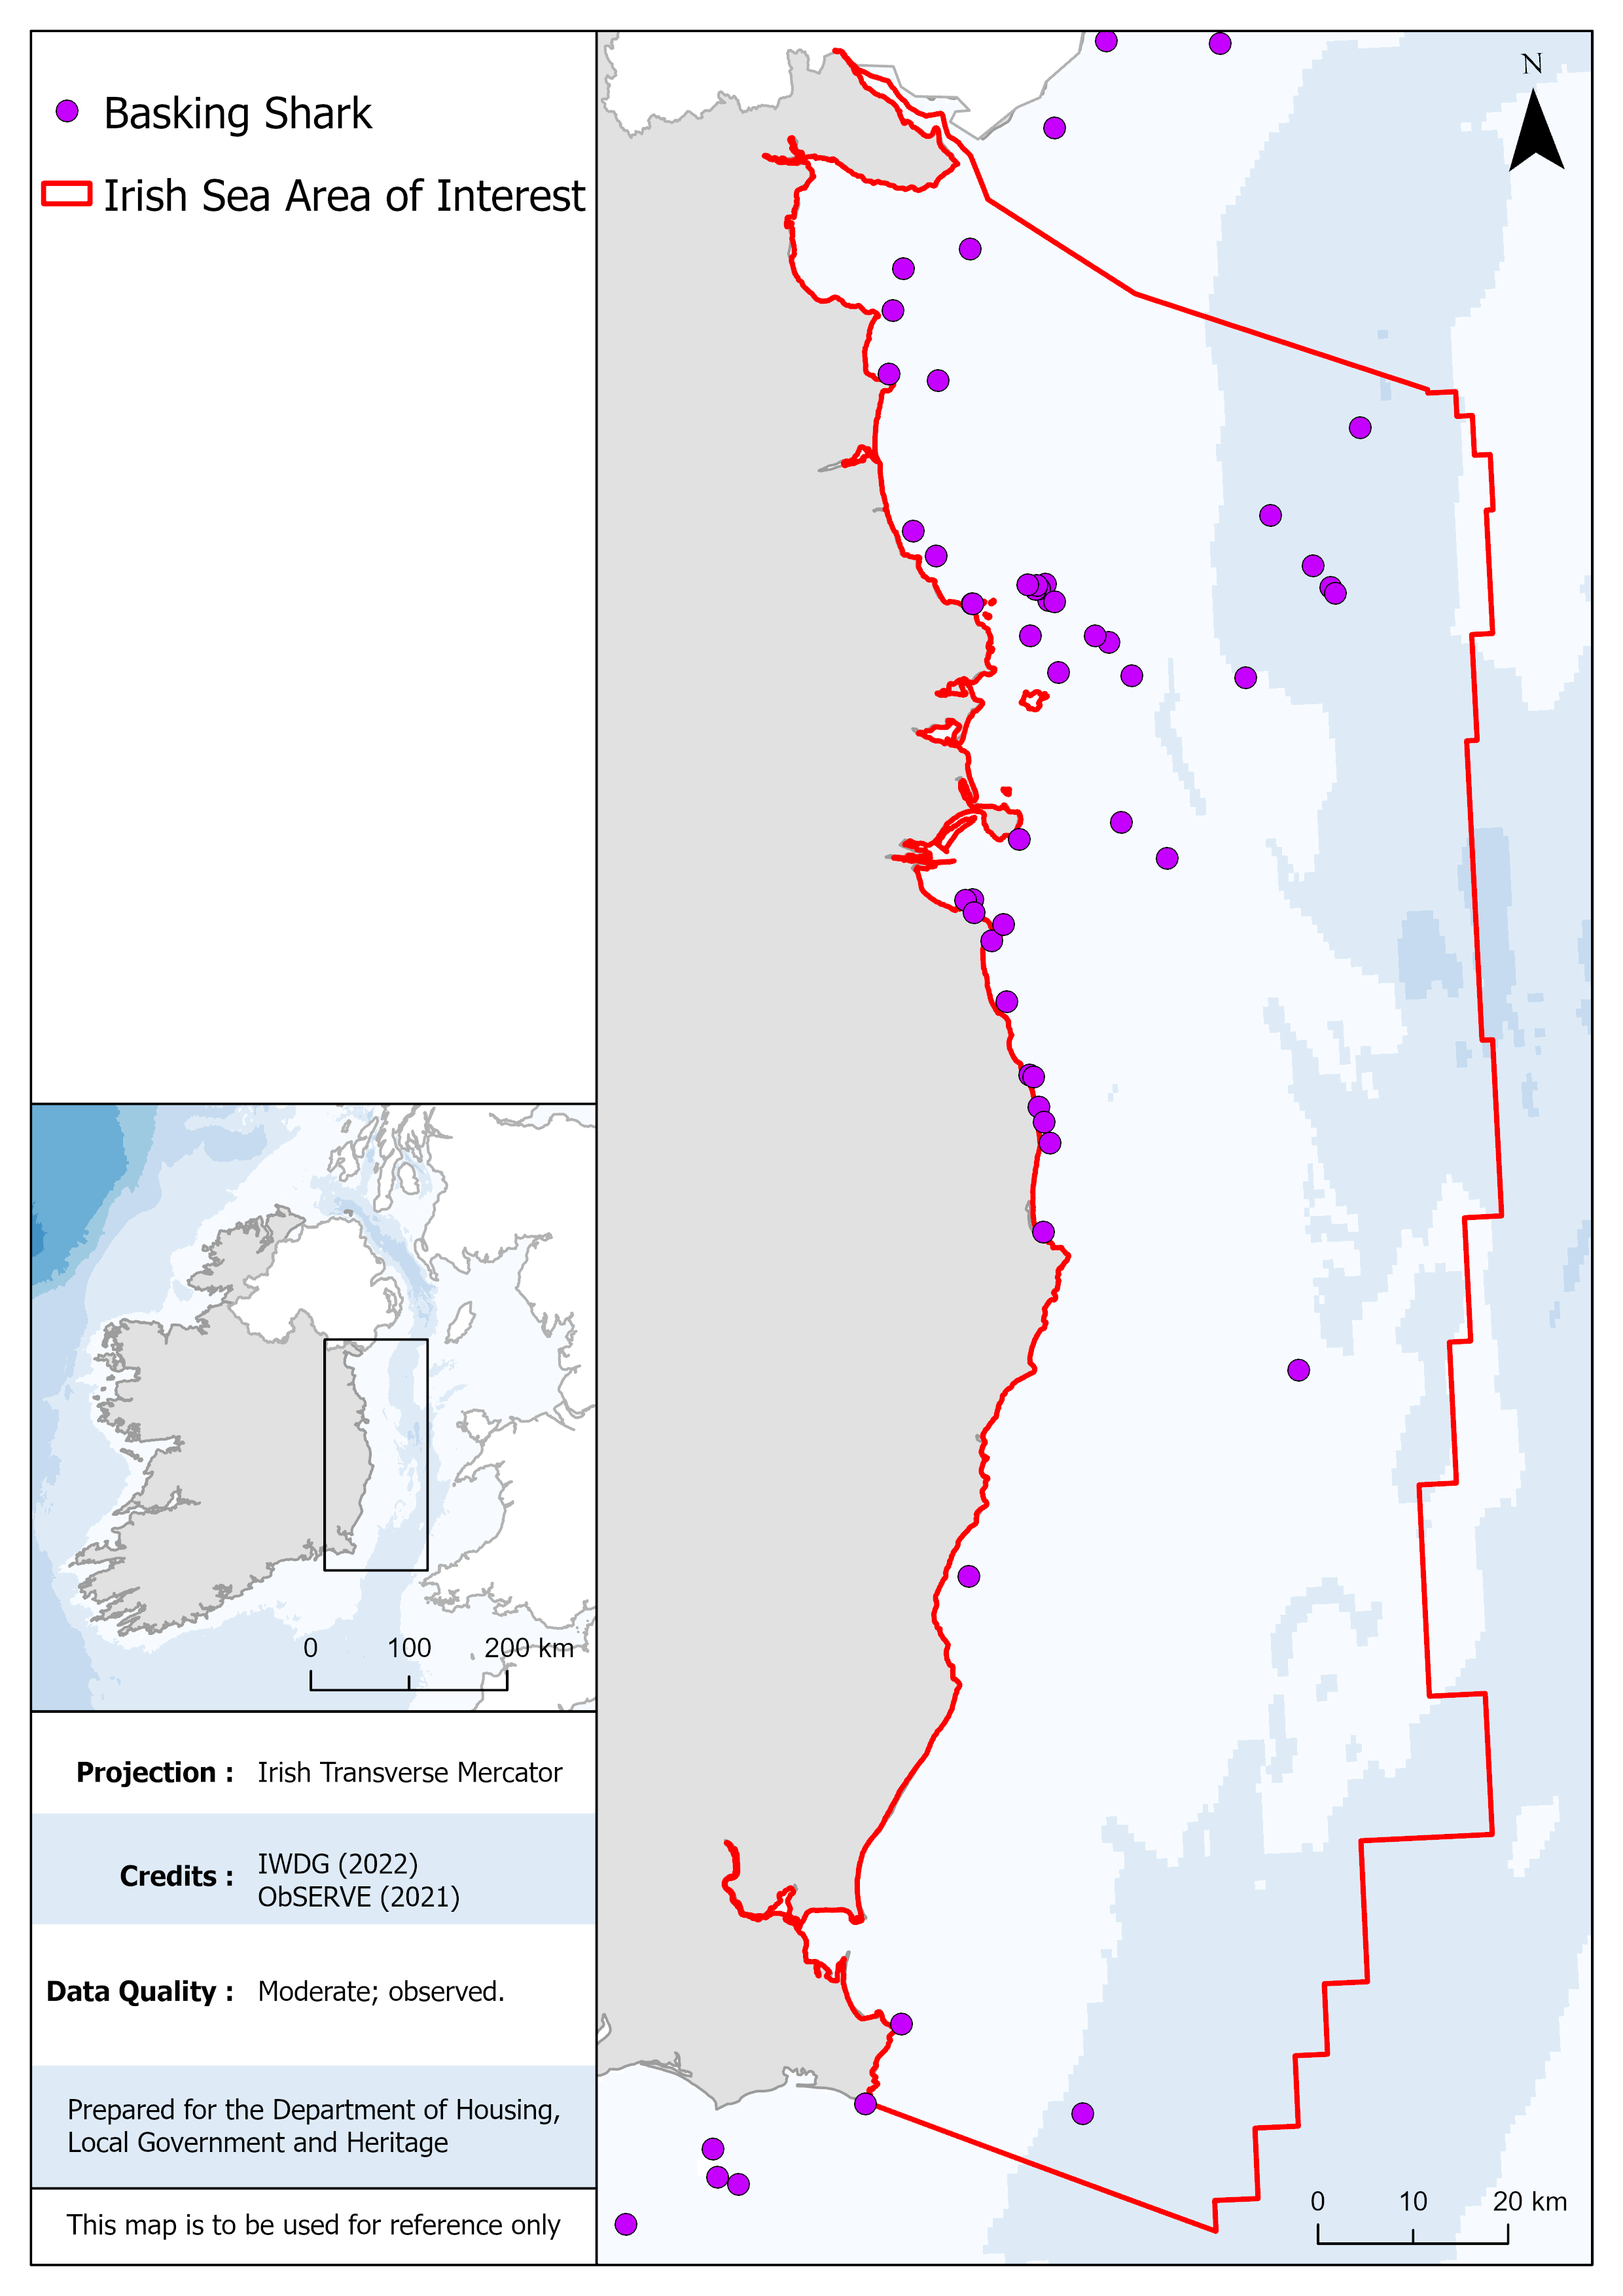 Basking Shark
Irish Sea Area of Interest
N
0 100 200 km
Projection : Irish Transverse Mercator
Credits : IWDG (2022)
ObSERVE (2021)
Data Quality : Moderate; observed.
Prepared for the Department of Housing,
Local Government and Heritage
This map is to be used for reference only
0 10 20 km